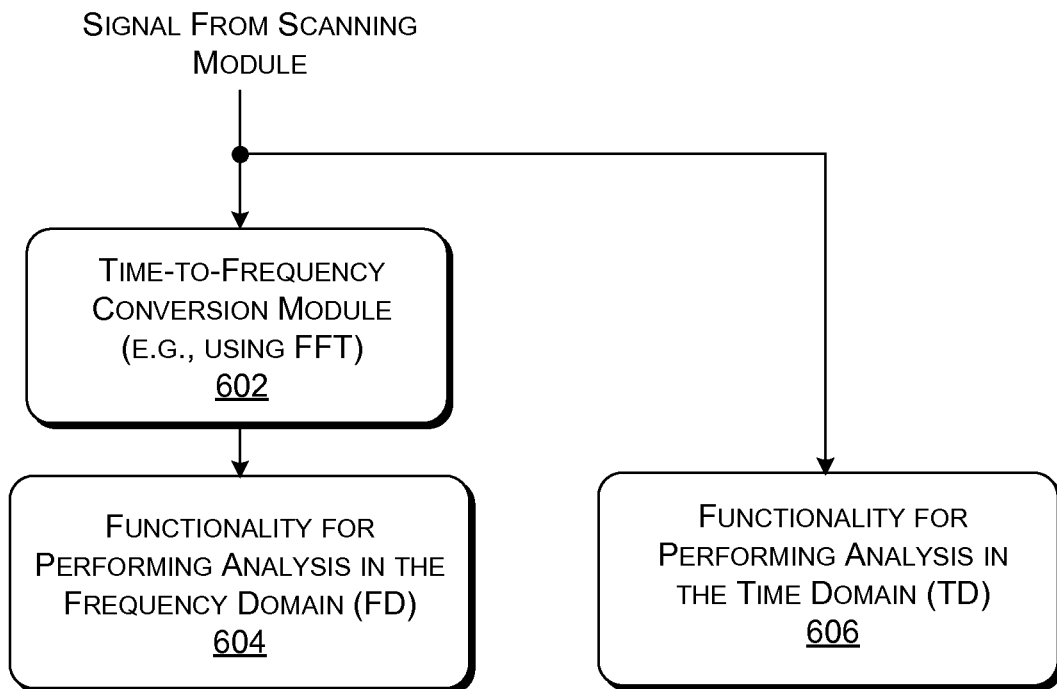 SIGNAL FROM SCANNING
MODULE
TIME-TO-FREQUENCY
CONVERSION MODULE
(E.G., USING FFT)
602
FUNCTIONALITY FOR
PERFORMING ANALYSIS IN THE
FREQUENCY DOMAIN (FD)
604
FUNCTIONALITY FOR
PERFORMING ANALYSIS IN
THE TIME DOMAIN (TD)
606